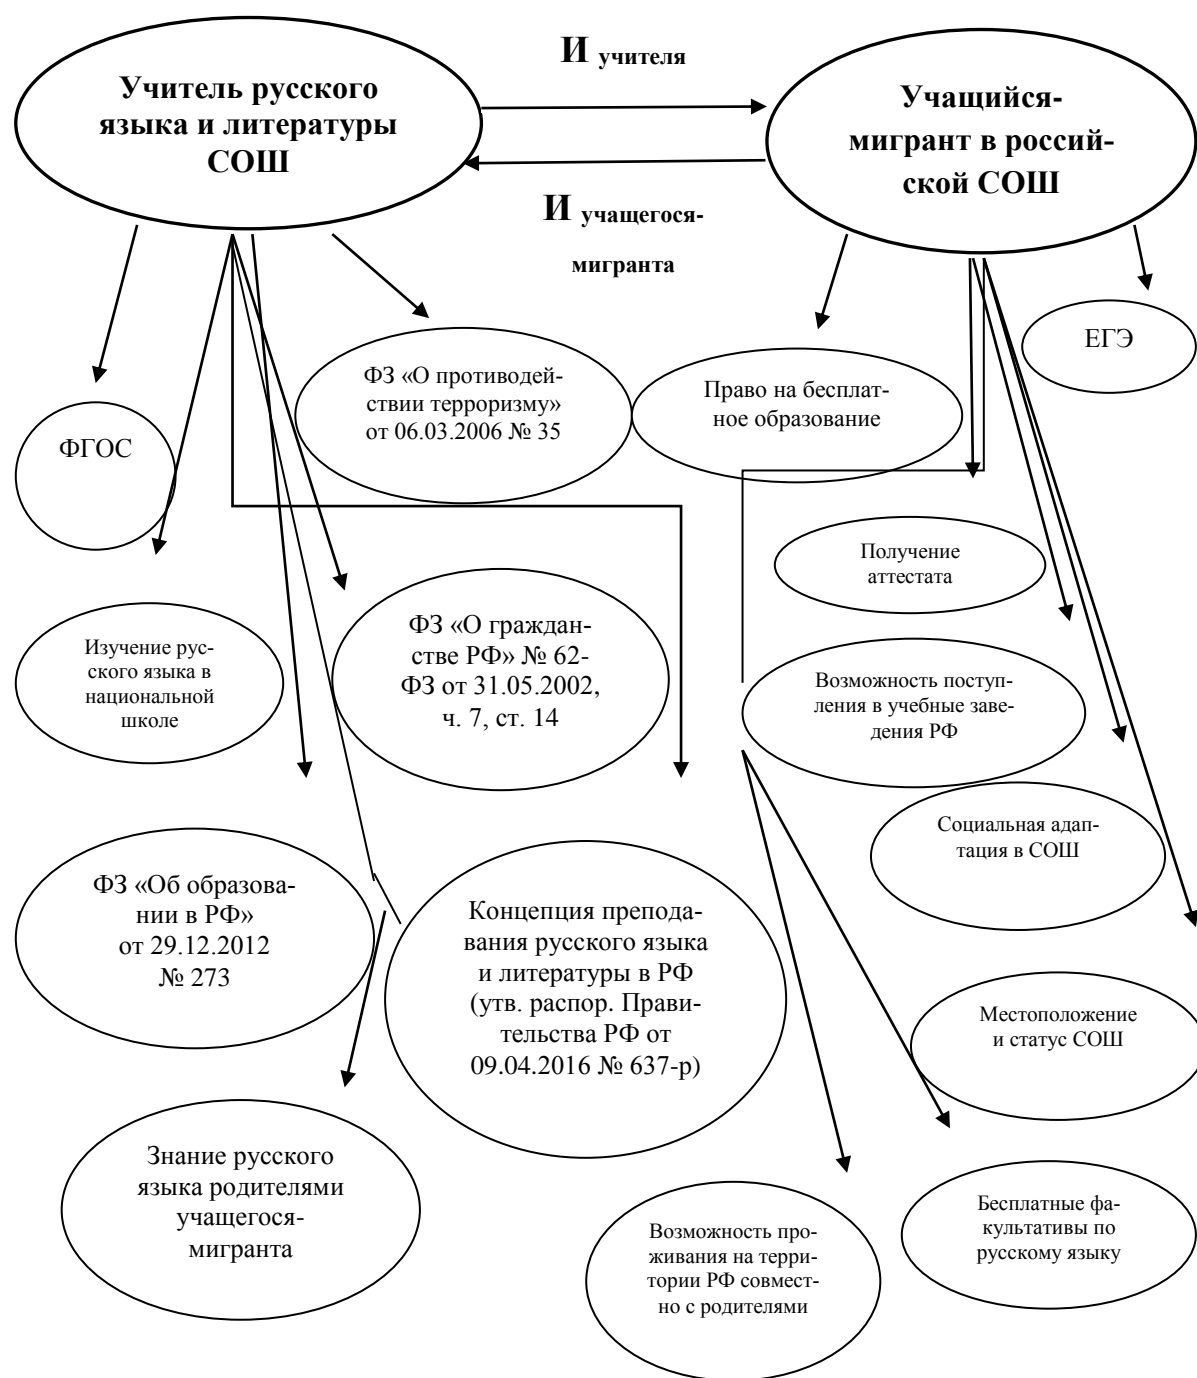 И учителя
Учитель русского
языка и литературы
СОШ
Учащийся-
мигрант в россий-
ской СОШ
И учащегося-
мигранта
ЕГЭ
ФЗ «О противодей-
ствии терроризму»
от 06.03.2006 № 35
Право на бесплат-
ное образование
ФГОС
Получение
аттестата
ФЗ «О граждан-
стве РФ» № 62-
ФЗ от 31.05.2002,
ч. 7, ст. 14
Изучение рус-
ского языка в
национальной
школе
Возможность поступ-
ления в учебные заве-
дения РФ
Социальная адап-
тация в СОШ
ФЗ «Об образова-
нии в РФ»
от 29.12.2012
№ 273
Концепция препода-
вания русского языка
и литературы в РФ
(утв. распор. Прави-
тельства РФ от
09.04.2016 № 637-р)
Местоположение
и статус СОШ
Знание русского
языка родителями
учащегося-
мигранта
Бесплатные фа-
культативы по
русскому языку
Возможность про-
живания на терри-
тории РФ совмест-
но с родителями